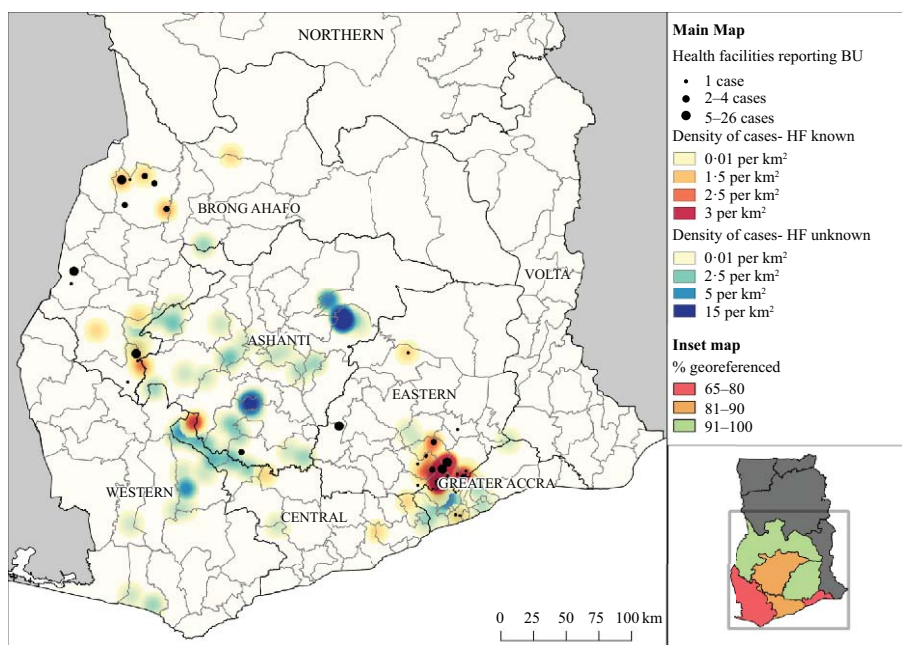 NORTHERN
BRONG AHAFO
VOLTA
ASHANTI
EASTERN
GREATER ACCRA
WESTERN
CENTRAL
0 25 50 75 100 km
Main Map
Health facilities reporting BU
1 case
2–4 cases
5–26 cases
Density of cases- HF known
0·01 per km²
1·5 per km²
2·5 per km²
3 per km²
Density of cases- HF unknown
0·01 per km²
2·5 per km²
5 per km²
15 per km²
Inset map
% georeferenced
65–80
81–90
91–100